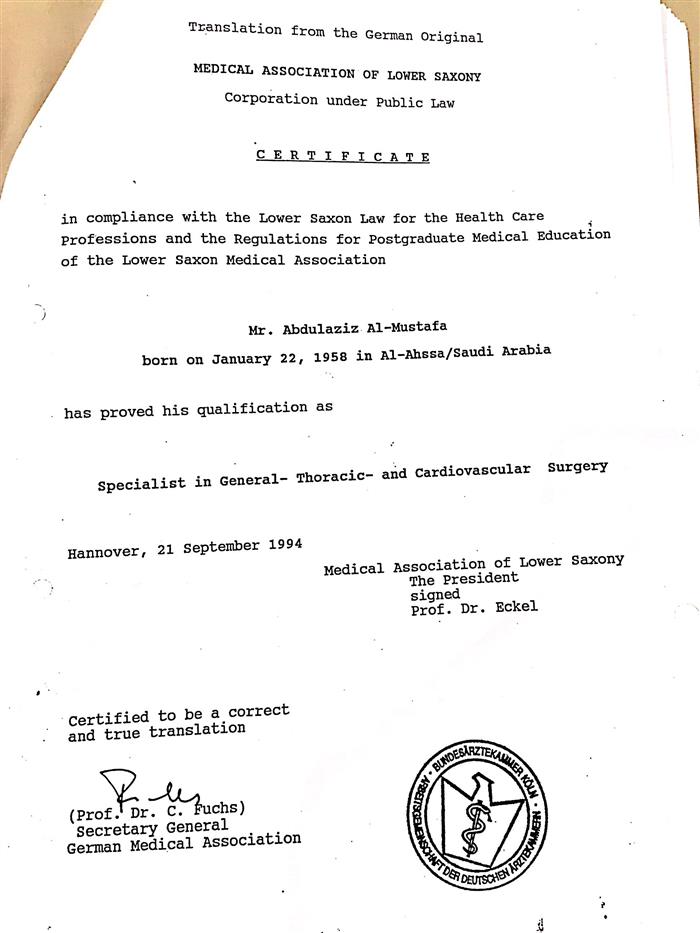 Translation from the German Original
MEDICAL ASSOCIATION OF LOWER SAXONY
Corporation under Public Law
CERTIFICATE
in compliance with the Lower Saxon Law for the Health Care
Professions and the Regulations for Postgraduate Medical Education
of the Lower Saxon Medical Association
Mr. Abdulaziz Al-Mustafa
born on January 22, 1958 in Al-Ahssa/Saudi Arabia
has proved his qualification as
Specialist in General- Thoracic- and Cardiovascular Surgery
Hannover, 21 September 1994
Medical Association of Lower Saxony
The President
signed
Prof. Dr. Eckel
Certified to be a correct
and true translation
(Prof. Dr. C. Fuchs)
Secretary General
German Medical Association
BUNDESÄRZTEKAMMER KÖLN
ARBEITSGEMEINSCHAFT DER DEUTSCHEN ÄRZTEKAMMERN